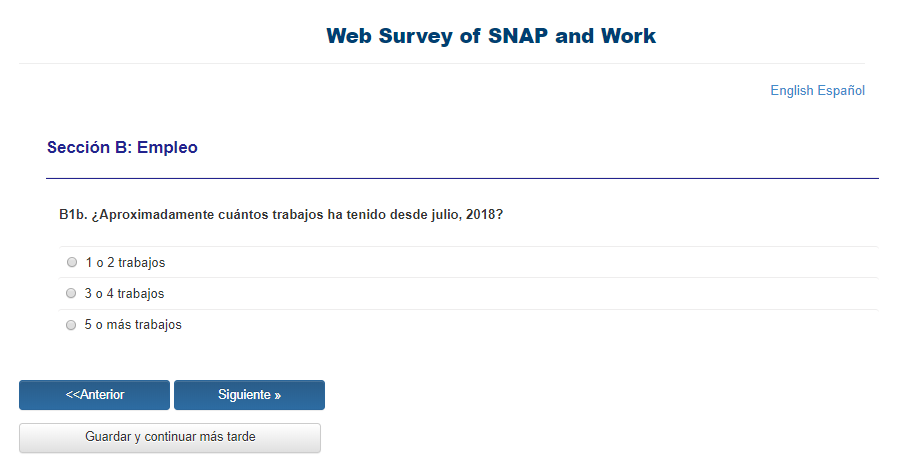 Web Survey of SNAP and Work
English Español
Sección B: Empleo
B1b. ¿Aproximadamente cuántos trabajos ha tenido desde julio, 2018?
1 o 2 trabajos
3 o 4 trabajos
5 o más trabajos
<<Anterior
Siguiente »
Guardar y continuar más tarde